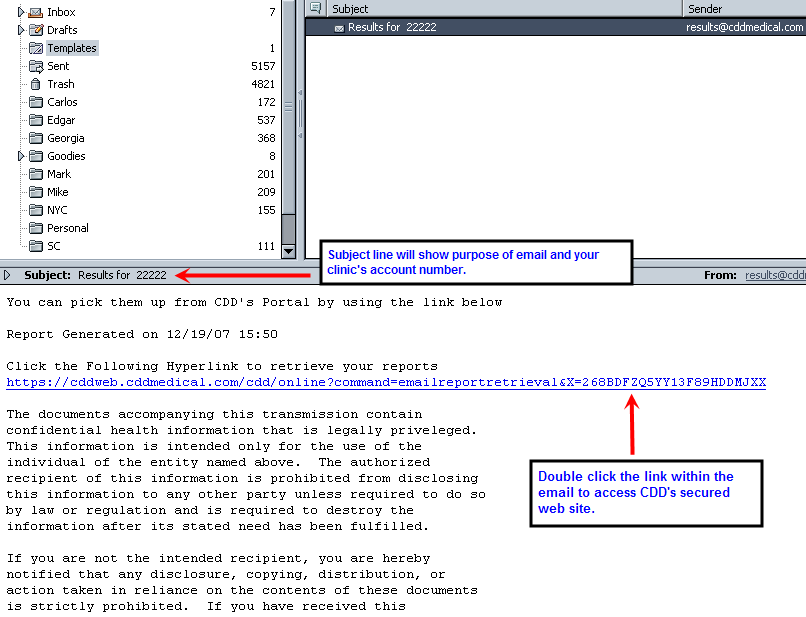 Inbox 7
Drafts
Templates 1
Sent 5157
Trash 4821
Carlos 172
Edgar 537
Georgia 368
Goodies 8
Mark 201
Mike 209
NYC 155
Personal
SC 111
Subject Sender
Results for 22222 results@cddmedical.com
Subject line will show purpose of email and your
clinic's account number.
Subject: Results for 22222 From: results@cdd
You can pick them up from CDD's Portal by using the link below
Report Generated on 12/19/07 15:50
Click the Following Hyperlink to retrieve your reports
https://cddweb.cddmedical.com/cdd/online?command=emailreportretrieval&X=268BDFZQ5YY13F89HDDMJXX
The documents accompanying this transmission contain
confidential health information that is legally priveleged.
This information is intended only for the use of the
individual of the entity named above.  The authorized
recipient of this information is prohibited from disclosing
this information to any other party unless required to do so
by law or regulation and is required to destroy the
information after its stated need has been fulfilled.
Double click the link within the
email to access CDD's secured
web site.
If you are not the intended recipient, you are hereby
notified that any disclosure, copying, distribution, or
action taken in reliance on the contents of these documents
is strictly prohibited.  If you have received this